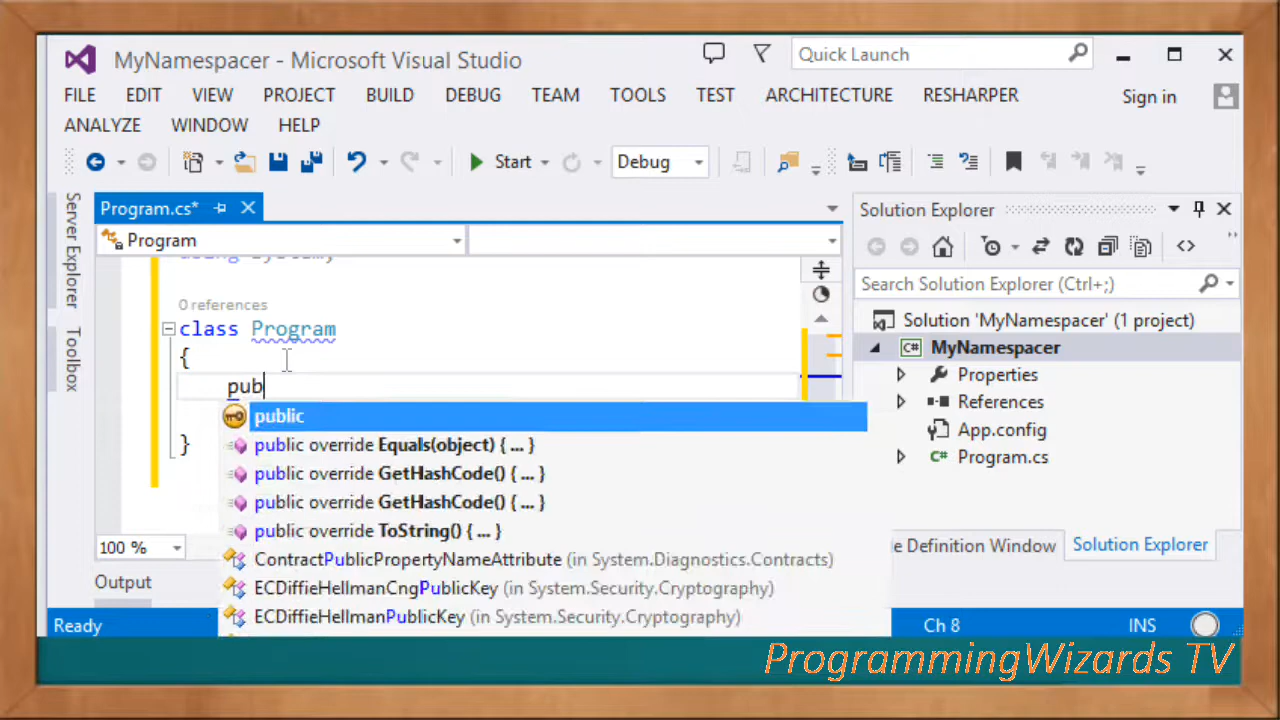 MyNamespacer - Microsoft Visual Studio
Quick Launch
FILE EDIT VIEW PROJECT BUILD DEBUG TEAM TOOLS TEST ARCHITECTURE RESHARPER Sign in
ANALYZE WINDOW HELP
Start Debug
Server Explorer
Toolbox
Program.cs*
Program
using System;
0 references
class Program
{
pub
public
public override Equals(object) { ... }
public override GetHashCode() { ... }
public override GetHashCode() { ... }
public override ToString() { ... }
ContractPublicPropertyNameAttribute (in System.Diagnostics.Contracts)
ECDiffieHellmanCngPublicKey (in System.Security.Cryptography)
ECDiffieHellmanPublicKey (in System.Security.Cryptography)
}
100 %
Output
Solution Explorer
Search Solution Explorer (Ctrl+;)
Solution 'MyNamespacer' (1 project)
C# MyNamespacer
Properties
References
App.config
C# Program.cs
e Definition Window Solution Explorer
Ready Ch 8 INS
ProgrammingWizards TV